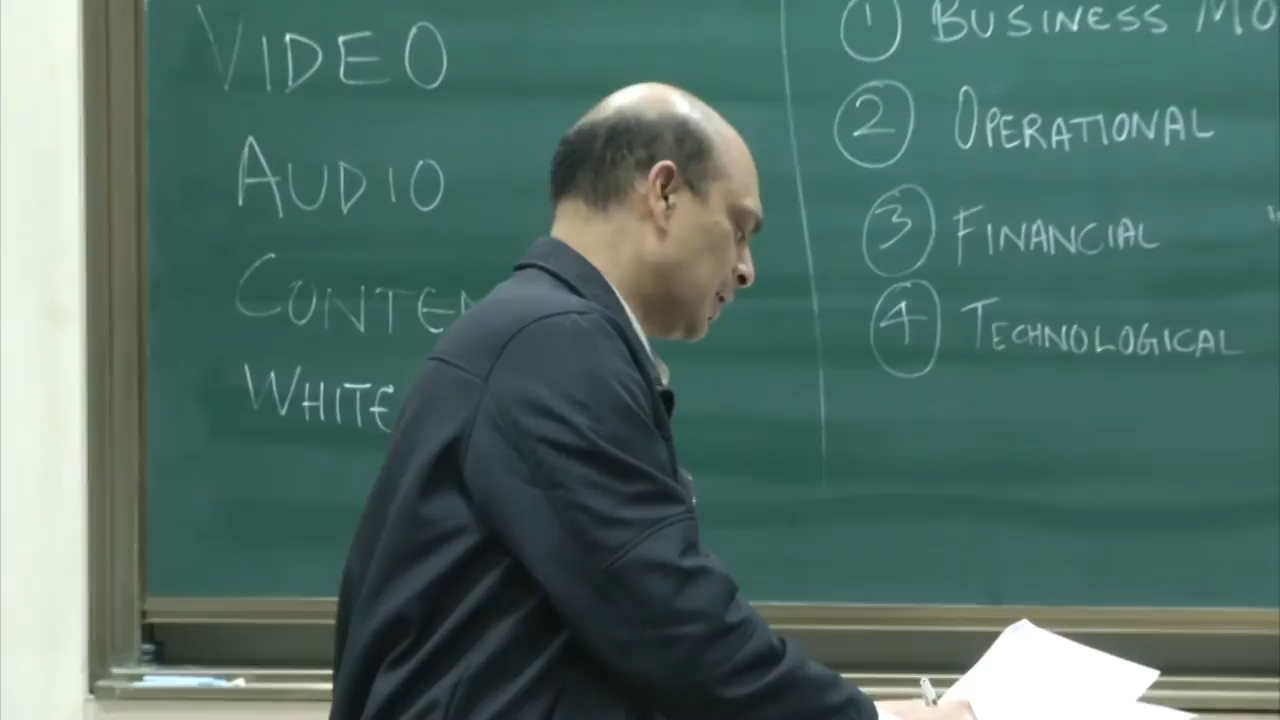 VIDEO
AUDIO
WHITE
1 BUSINESS
2 OPERATIONAL
3 FINANCIAL
4 TECHNOLOGICAL